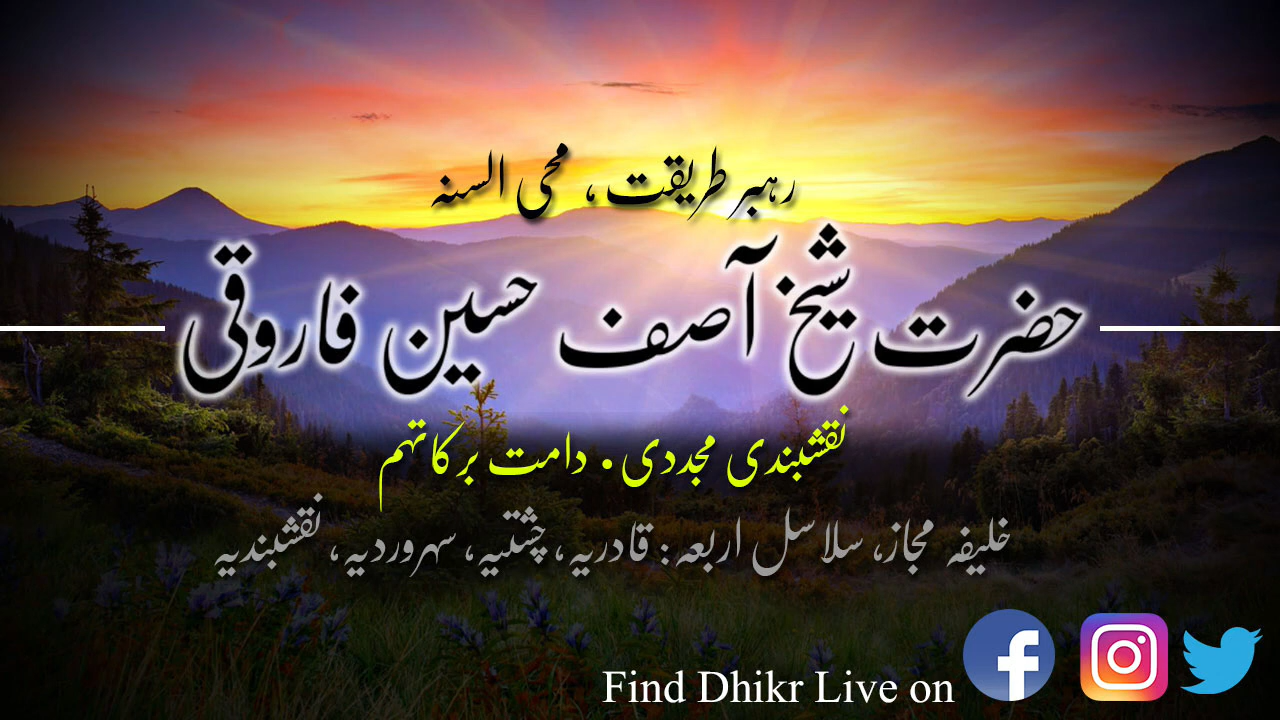 رہبر طریقت ، محی السنہ
حضرت شیخ آصف حسین فاروقی
نقشبندی مجددی . دامت برکاتہم
خلیفہ مجاز، سلاسل اربعہ: قادریہ، چشتیہ، سہروردیہ، نقشبندیہ
Find Dhikr Live on